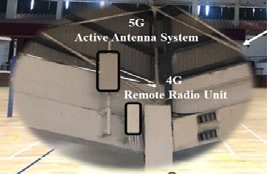 5G
Active Antenna System
4G
Remote Radio Unit